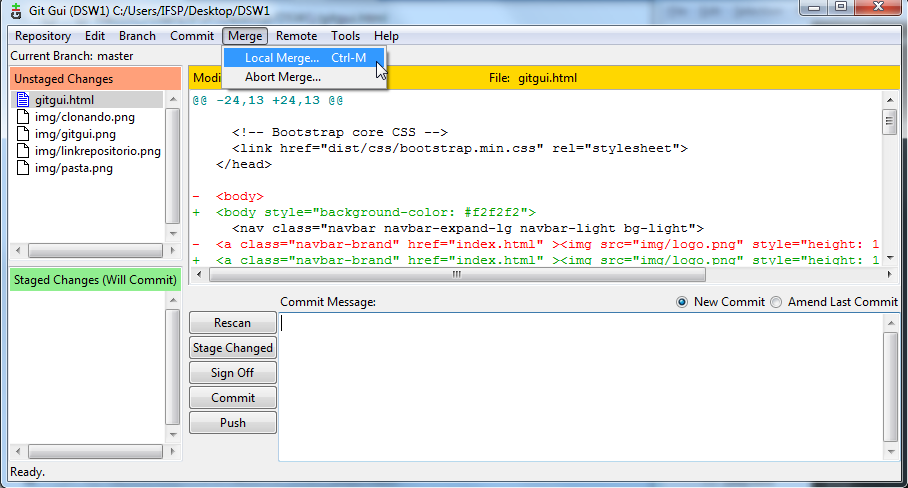 Git Gui (DSW1) C:/Users/IFSP/Desktop/DSW1
Repository Edit Branch Commit Merge Remote Tools Help
Current Branch: master
Local Merge... Ctrl-M
Abort Merge...
Unstaged Changes
gitgui.html
img/clonando.png
img/gitgui.png
img/linkrepositorio.png
img/pasta.png
Staged Changes (Will Commit)
Modi
File: gitgui.html
@@ -24,13 +24,13 @@
<!-- Bootstrap core CSS -->
<link href="dist/css/bootstrap.min.css" rel="stylesheet">
</head>
- <body>
+ <body style="background-color: #f2f2f2">
<nav class="navbar navbar-expand-lg navbar-light bg-light">
- <a class="navbar-brand" href="index.html" ><img src="img/logo.png" style="height: 1
+ <a class="navbar-brand" href="index.html" ><img src="img/logo.png" style="height: 1
Commit Message:
New Commit
Amend Last Commit
Rescan
Stage Changed
Sign Off
Commit
Push
Ready.